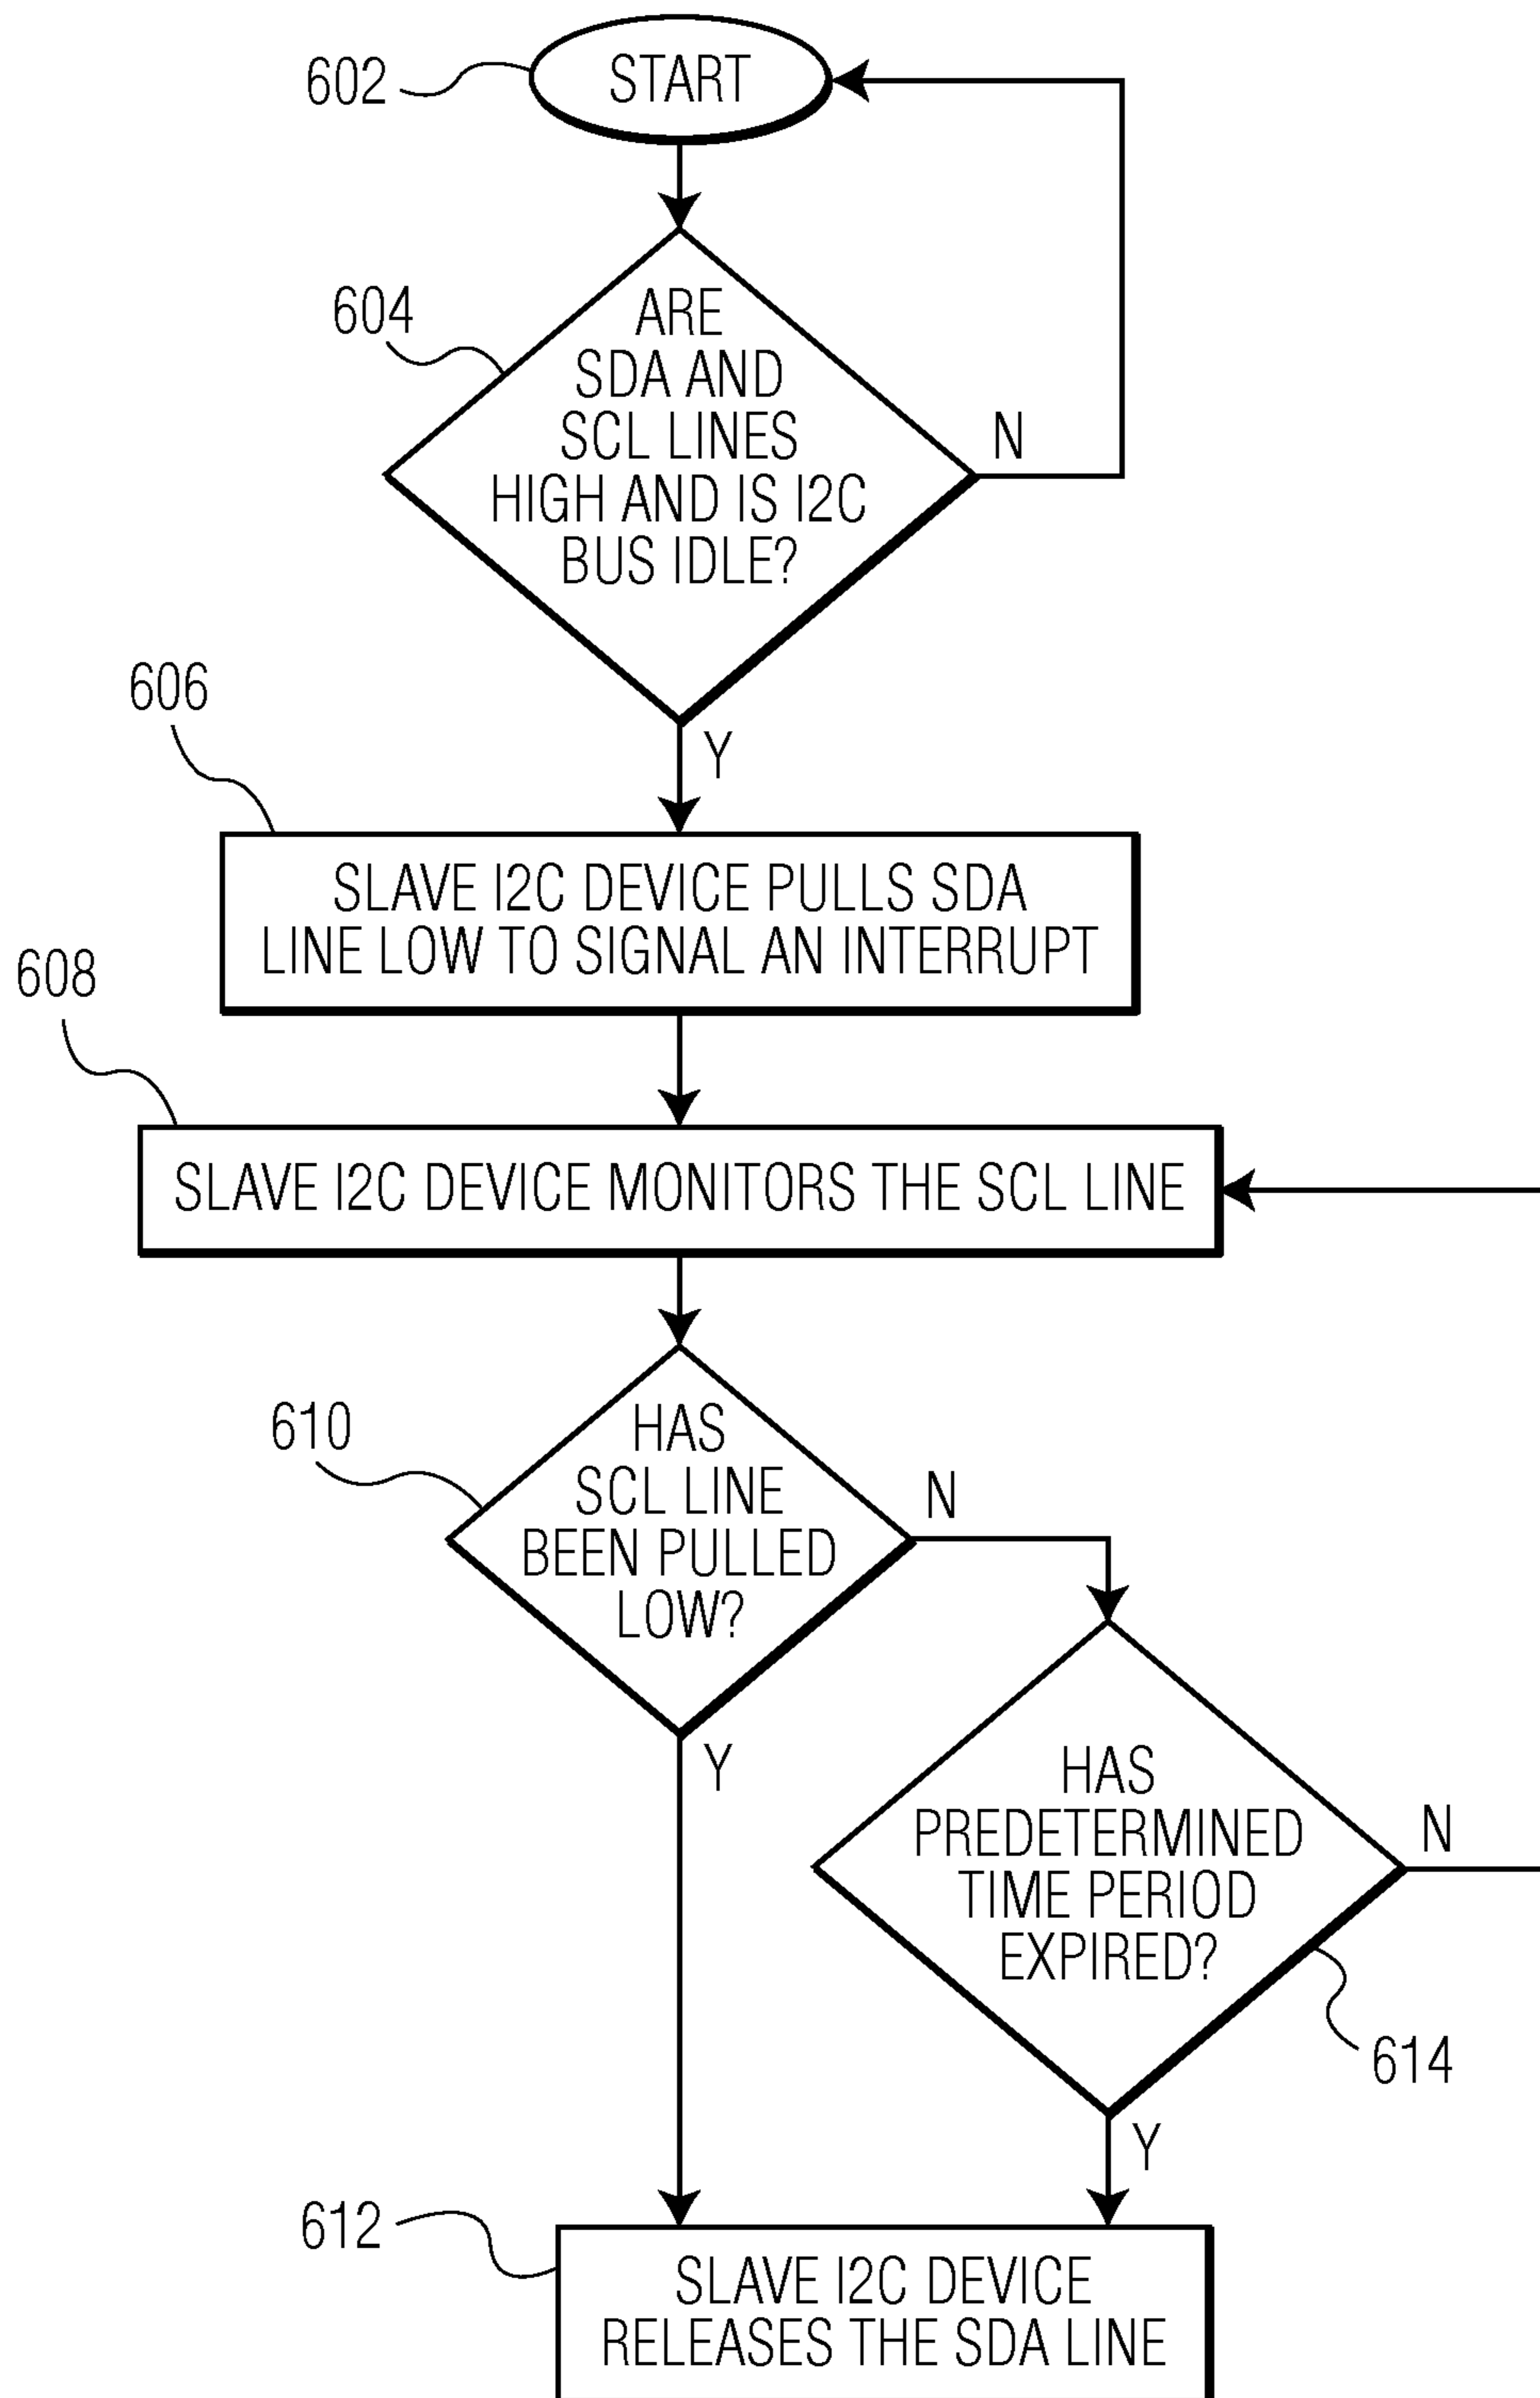 602
START
604
ARE
SDA AND
SCL LINES
HIGH AND IS I2C
BUS IDLE?
N
Y
606
SLAVE I2C DEVICE PULLS SDA
LINE LOW TO SIGNAL AN INTERRUPT
608
SLAVE I2C DEVICE MONITORS THE SCL LINE
610
HAS
SCL LINE
BEEN PULLED
LOW?
N
Y
HAS
PREDETERMINED
TIME PERIOD
EXPIRED?
N
614
Y
612
SLAVE I2C DEVICE
RELEASES THE SDA LINE